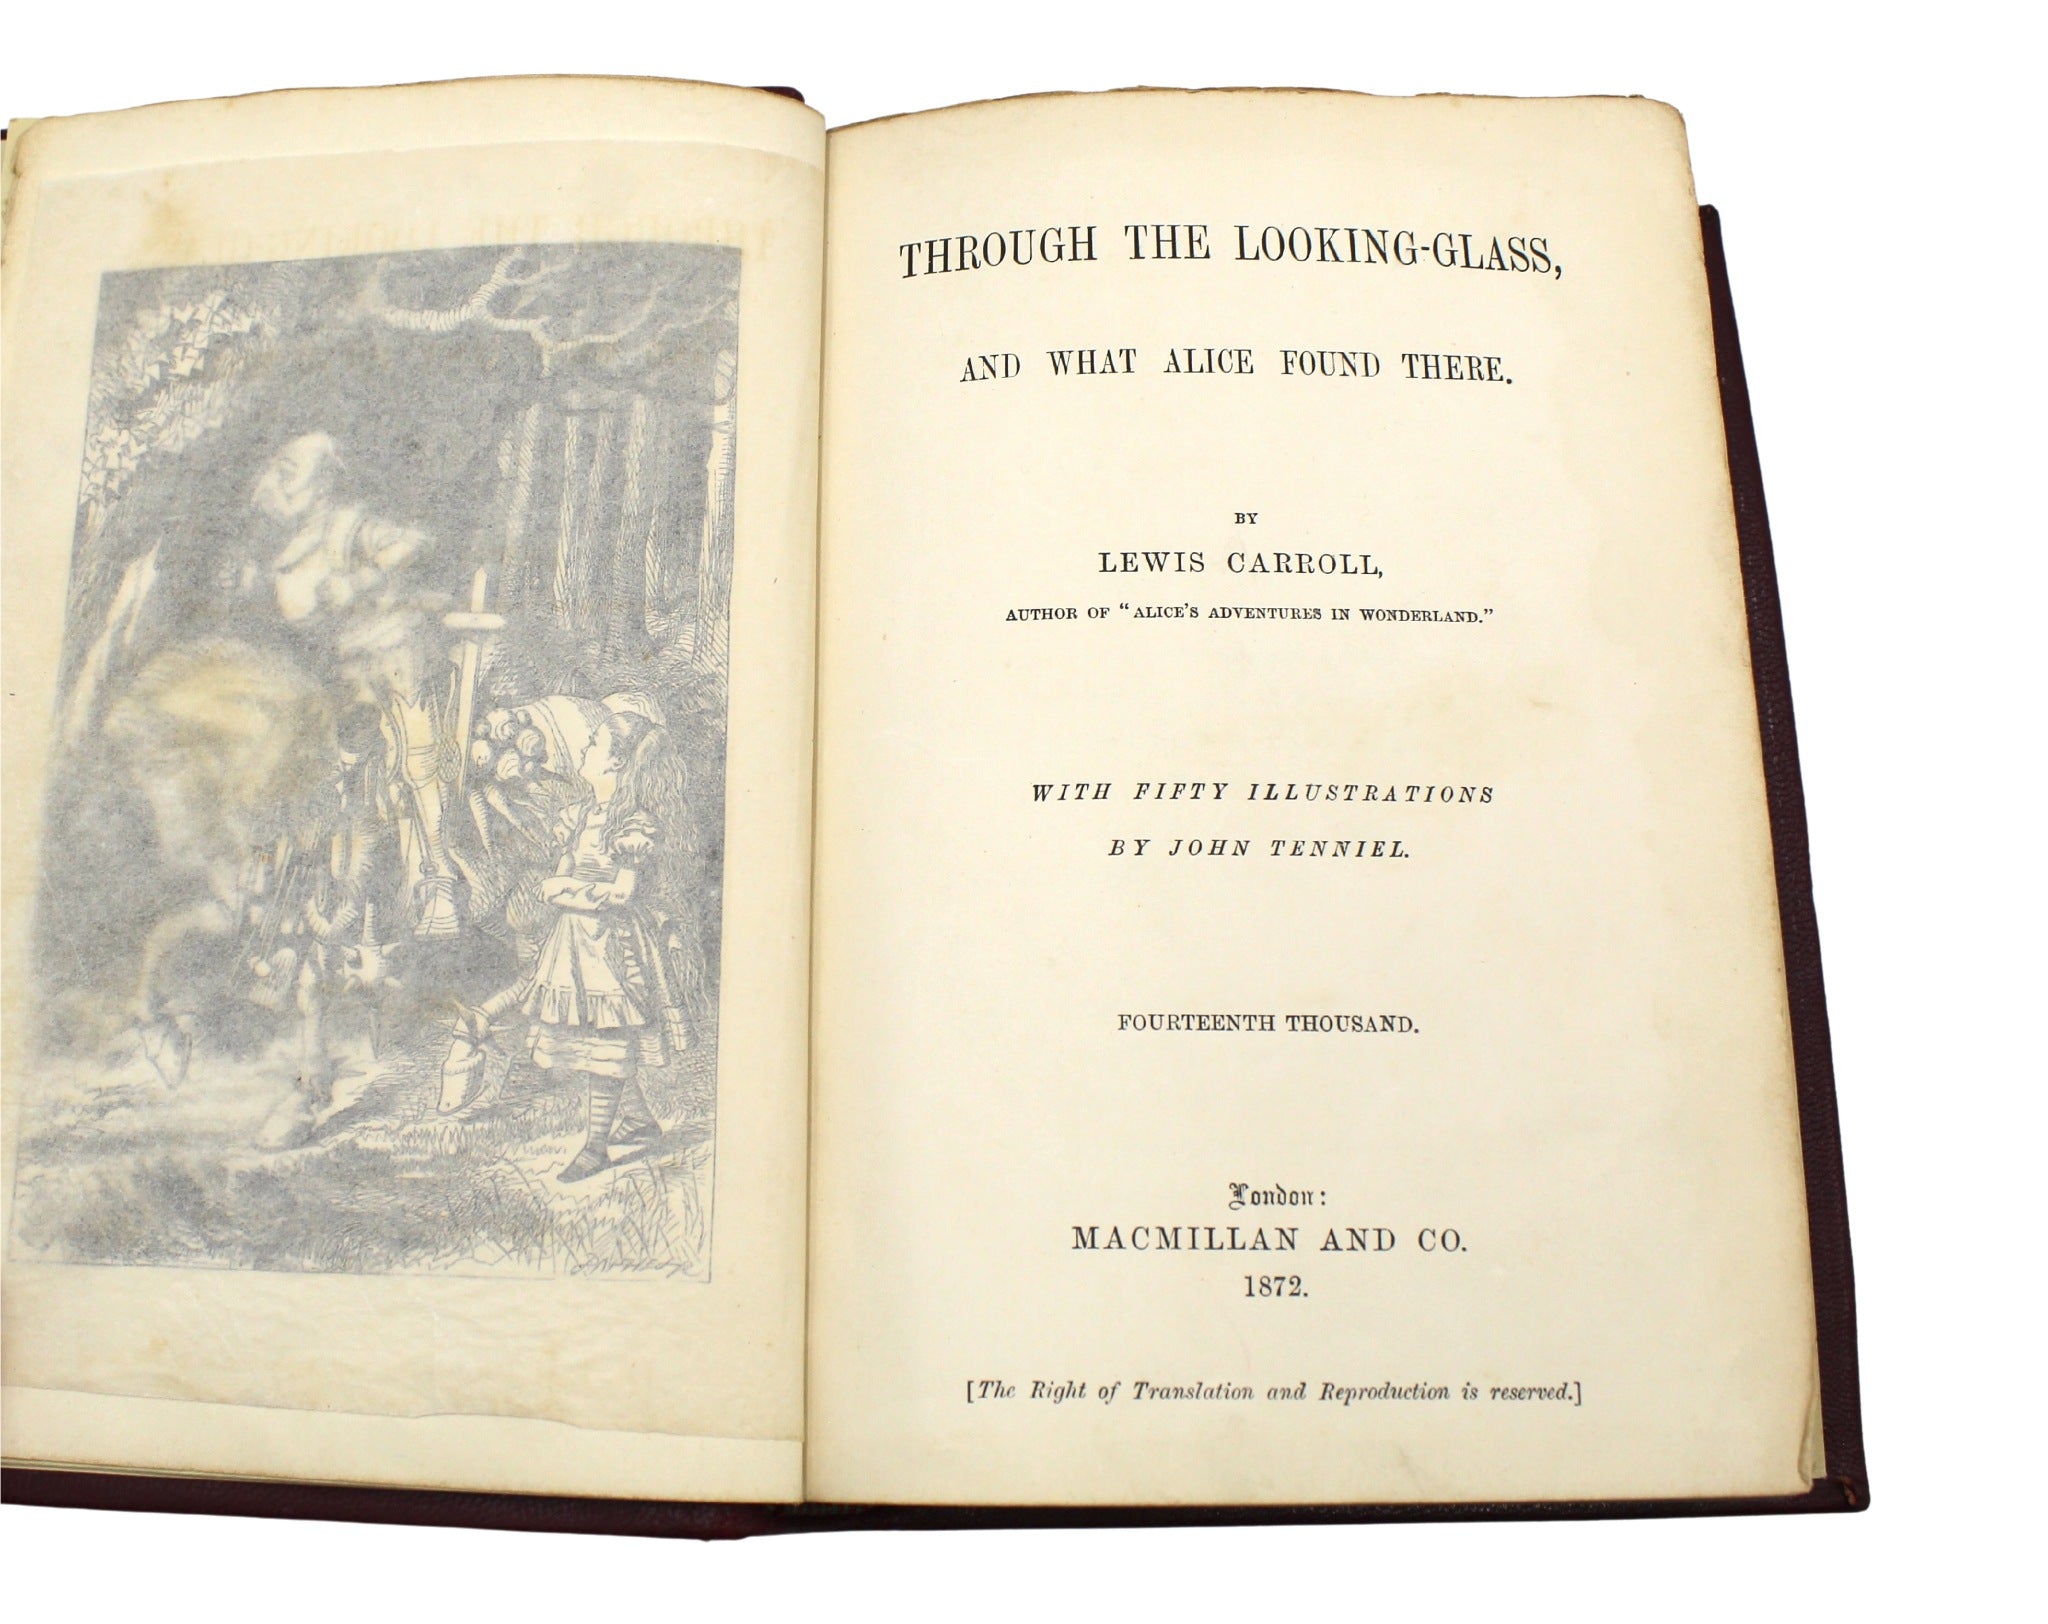 THROUGH THE LOOKING-GLASS,
AND WHAT ALICE FOUND THERE.
BY
LEWIS CARROLL,
AUTHOR OF "ALICE'S ADVENTURES IN WONDERLAND."
WITH FIFTY ILLUSTRATIONS
BY JOHN TENNIEL.
FOURTEENTH THOUSAND.
London:
MACMILLAN AND CO.
1872.
[The Right of Translation and Reproduction is reserved.]